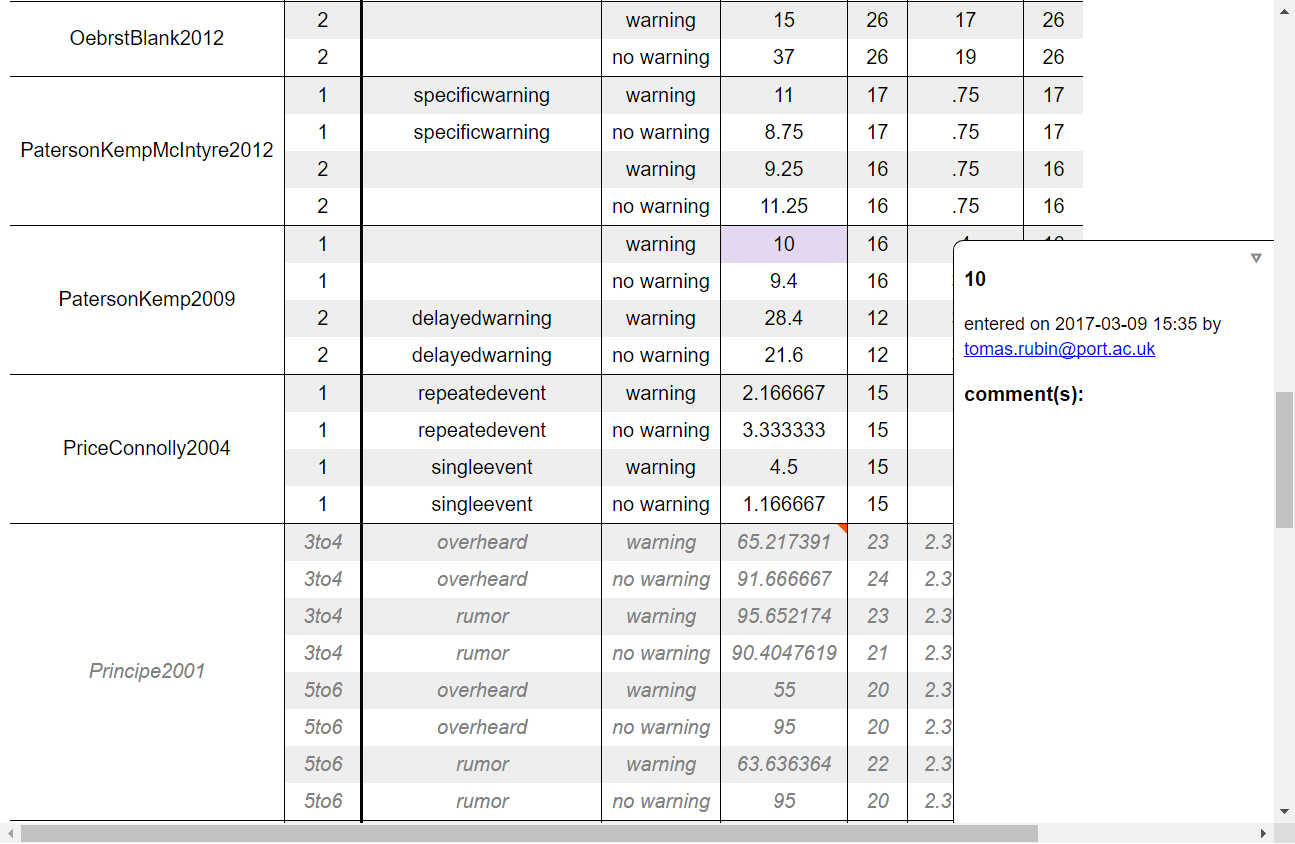 OebrstBlank2012
2 warning 15 26 17 26
2 no warning 37 26 19 26
PatersonKempMcIntyre2012
1 specificwarning warning 11 17 .75 17
1 specificwarning no warning 8.75 17 .75 17
2 warning 9.25 16 .75 16
2 no warning 11.25 16 .75 16
PatersonKemp2009
1 warning 10 16
1 no warning 9.4 16
2 delayedwarning warning 28.4 12
2 delayedwarning no warning 21.6 12
PriceConnolly2004
1 repeatedevent warning 2.166667 15
1 repeatedevent no warning 3.333333 15
1 singleevent warning 4.5 15
1 singleevent no warning 1.166667 15
Principe2001
3to4 overheard warning 65.217391 23 2.3
3to4 overheard no warning 91.666667 24 2.3
3to4 rumor warning 95.652174 23 2.3
3to4 rumor no warning 90.4047619 21 2.3
5to6 overheard warning 55 20 2.3
5to6 overheard no warning 95 20 2.3
5to6 rumor warning 63.636364 22 2.3
5to6 rumor no warning 95 20 2.3
10
entered on 2017-03-09 15:35 by
tomas.rubin@port.ac.uk
comment(s):